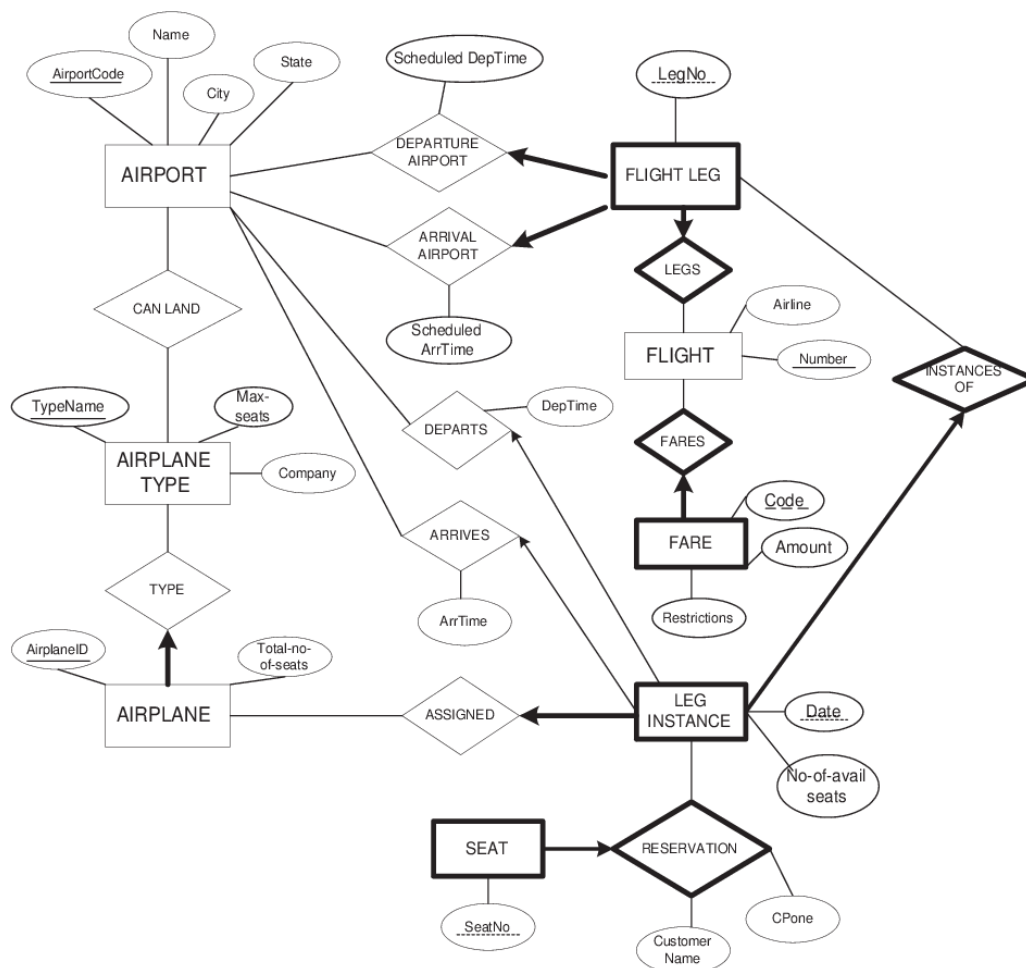 Name
Scheduled DepTime
State
AirportCode
LegNo
City
DEPARTURE
AIRPORT
AIRPORT
FLIGHT LEG
ARRIVAL
AIRPORT
LEGS
CAN LAND
Airline
Scheduled
ArrTime
FLIGHT
Number
INSTANCES
OF
TypeName
Max-
seats
DepTime
DEPARTS
FARES
AIRPLANE
TYPE
Company
Code
ARRIVES
FARE
Amount
TYPE
ArrTime
Restrictions
AirplaneID
Total-no-
of-seats
AIRPLANE
ASSIGNED
LEG
INSTANCE
Date
No-of-avail
seats
SEAT
RESERVATION
SeatNo
CPone
Customer
Name